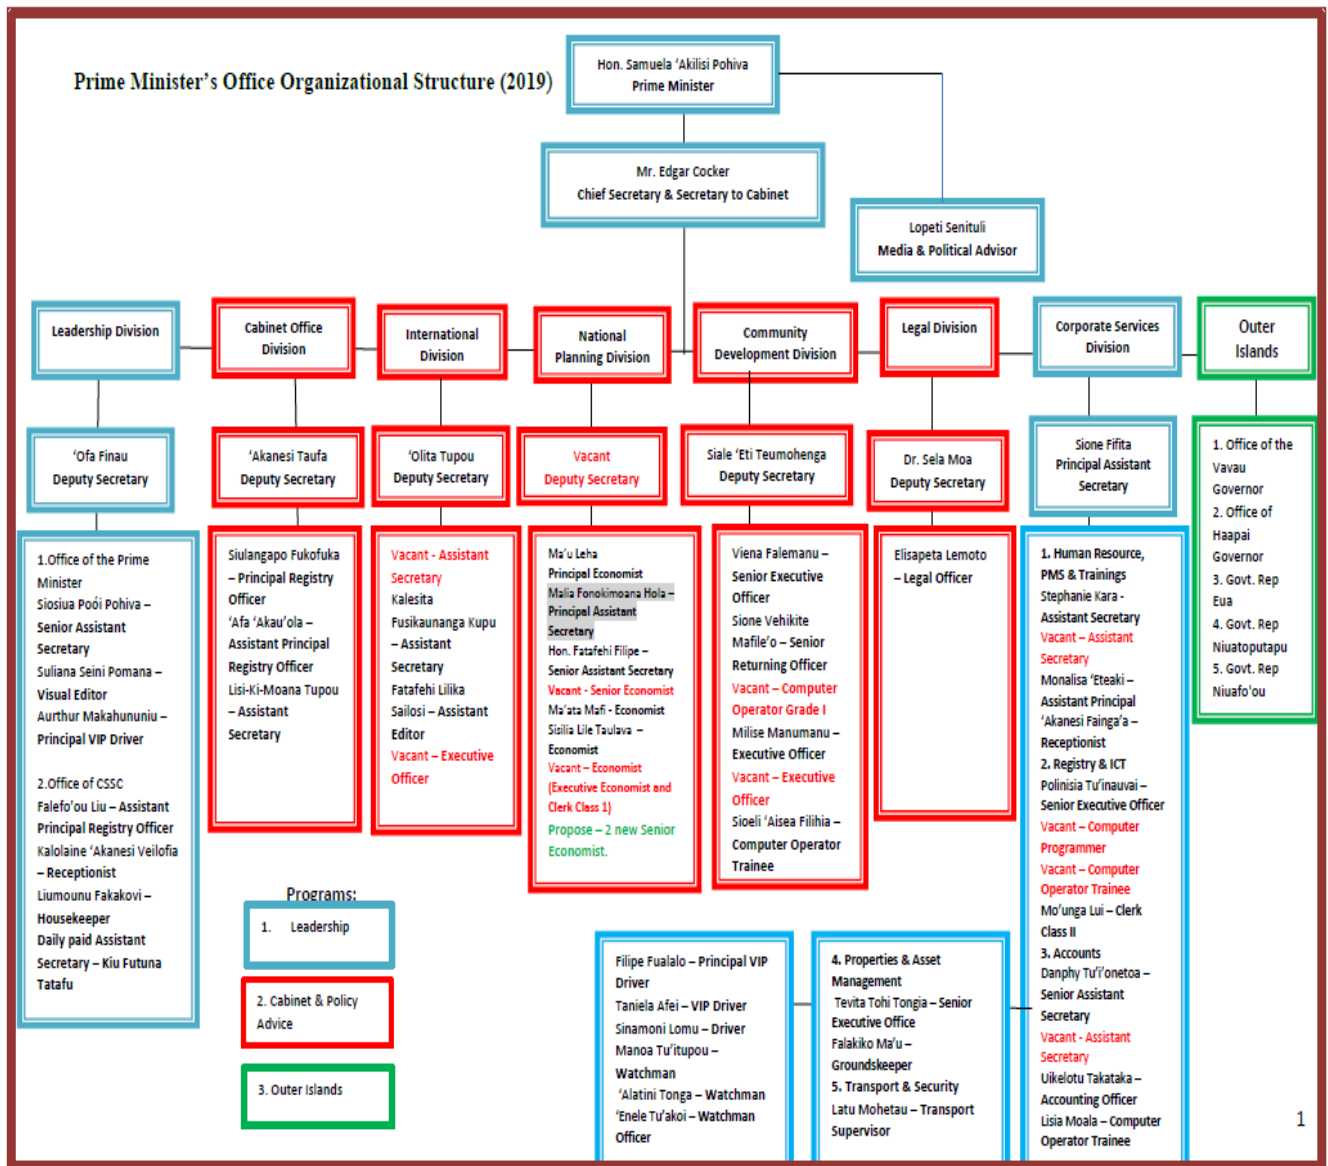 Prime Minister's Office Organizational Structure (2019)
Hon. Samuela 'Akilisi Pohiva
Prime Minister
Mr. Edgar Cocker
Chief Secretary & Secretary to Cabinet
Lopeti Senituli
Media & Political Advisor
Leadership Division
Cabinet Office
Division
International
Division
National
Planning Division
Community
Development Division
Legal Division
Corporate Services
Division
Outer
Islands
'Ofa Finau
Deputy Secretary
'Akanesi Taufa
Deputy Secretary
'Olita Tupou
Deputy Secretary
Vacant
Deputy Secretary
Siale 'Eti Teumohenga
Deputy Secretary
Dr. Sela Moa
Deputy Secretary
Sione Fifita
Principal Assistant
Secretary
1. Office of the
Vavau
Governor
2. Office of
Haapai
Governor
3. Govt. Rep
Eua
4. Govt. Rep
Niuatoputapu
5. Govt. Rep
Niuafo'ou
1.Office of the Prime
Minister
Siosiua Poói Pohiva –
Senior Assistant
Secretary
Suliana Seini Pomana –
Visual Editor
Aurthur Makahununiu –
Principal VIP Driver
2.Office of CSSC
Falefo'ou Liu – Assistant
Principal Registry Officer
Kalolaine 'Akanesi Veilofia
– Receptionist
Liumounu Fakakovi –
Housekeeper
Daily paid Assistant
Secretary – Kiu Futuna
Tatafu
Siulangapo Fukofuka
– Principal Registry
Officer
'Afa 'Akau'ola –
Assistant Principal
Registry Officer
Lisi-Ki-Moana Tupou
– Assistant
Secretary
Vacant - Assistant
Secretary
Kalesita
Fusikaunanga Kupu
– Assistant
Secretary
Fatafehi Lilika
Sailosi – Assistant
Editor
Vacant – Executive
Officer
Ma'u Leha
Principal Economist
Malia Fonokimoana Hola –
Principal Assistant
Secretary
Hon. Fatafehi Filipe –
Senior Assistant Secretary
Vacant - Senior Economist
Ma'ata Mafi - Economist
Sisilia Lile Taulava –
Economist
Vacant – Economist
(Executive Economist and
Clerk Class 1)
Propose – 2 new Senior
Economist.
Viena Falemanu –
Senior Executive
Officer
Sione Vehikite
Mafile'o – Senior
Returning Officer
Vacant – Computer
Operator Grade I
Milise Manumanu –
Executive Officer
Vacant – Executive
Officer
Sioeli 'Aisea Filihia –
Computer Operator
Trainee
Elisapeta Lemoto
– Legal Officer
1. Human Resource,
PMS & Trainings
Stephanie Kara -
Assistant Secretary
Vacant – Assistant
Secretary
Monalisa 'Eteaki –
Assistant Principal
'Akanesi Fainga'a –
Receptionist
2. Registry & ICT
Polinisia Tu'inauvai –
Senior Executive Officer
Vacant – Computer
Programmer
Vacant – Computer
Operator Trainee
Mo'unga Lui – Clerk
Class II
3. Accounts
Danphy Tu'i'onetoa –
Senior Assistant
Secretary
Vacant - Assistant
Secretary
Uikelotu Takataka –
Accounting Officer
Lisia Moala – Computer
Operator Trainee
Programs:
1. Leadership
2. Cabinet & Policy
Advice
3. Outer Islands
Filipe Fualalo – Principal VIP
Driver
Taniela Afei – VIP Driver
Sinamoni Lomu – Driver
Manoa Tu'itupou –
Watchman
'Alatini Tonga – Watchman
'Enele Tu'akoi – Watchman
Officer
4. Properties & Asset
Management
Tevita Tohi Tongia – Senior
Executive Office
Falakiko Ma'u –
Groundskeeper
5. Transport & Security
Latu Mohetau – Transport
Supervisor
1